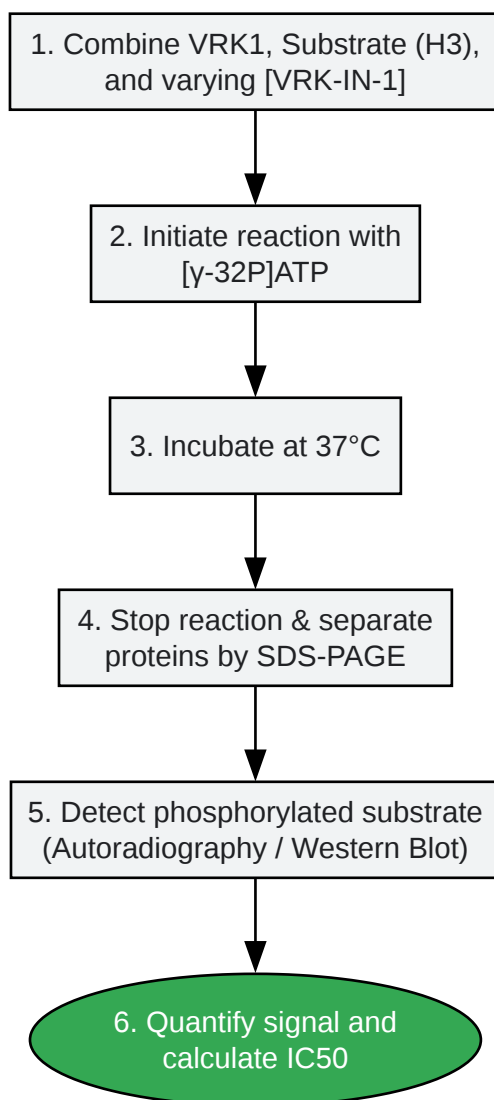 1. Combine VRK1, Substrate (H3),
and varying [VRK-IN-1]
2. Initiate reaction with
[γ-32P]ATP
3. Incubate at 37°C
4. Stop reaction & separate
proteins by SDS-PAGE
5. Detect phosphorylated substrate
(Autoradiography / Western Blot)
6. Quantify signal and
calculate IC50